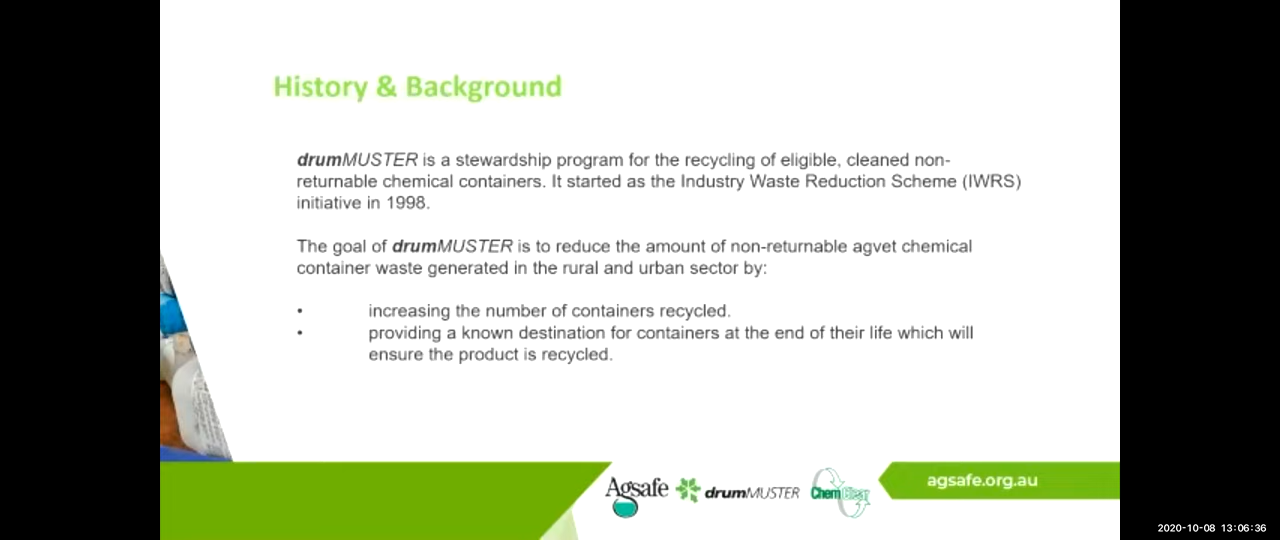 History & Background
drumMUSTER is a stewardship program for the recycling of eligible, cleaned non-
returnable chemical containers. It started as the Industry Waste Reduction Scheme (IWRS)
initiative in 1998.
The goal of drumMUSTER is to reduce the amount of non-returnable agvet chemical
container waste generated in the rural and urban sector by:
• increasing the number of containers recycled.
• providing a known destination for containers at the end of their life which will
ensure the product is recycled.
Agsafe drumMUSTER ChemClear
agsafe.org.au
2020-10-08 13:06:36